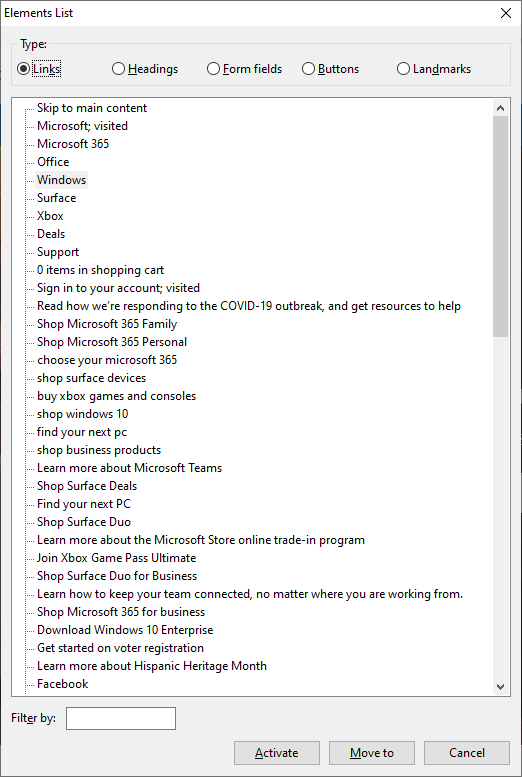 Elements List
Type:
Links Headings Form fields Buttons Landmarks
Skip to main content
Microsoft; visited
Microsoft 365
Office
Windows
Surface
Xbox
Deals
Support
0 items in shopping cart
Sign in to your account; visited
Read how we're responding to the COVID-19 outbreak, and get resources to help
Shop Microsoft 365 Family
Shop Microsoft 365 Personal
choose your microsoft 365
shop surface devices
buy xbox games and consoles
shop windows 10
find your next pc
shop business products
Learn more about Microsoft Teams
Shop Surface Deals
Find your next PC
Shop Surface Duo
Learn more about the Microsoft Store online trade-in program
Join Xbox Game Pass Ultimate
Shop Surface Duo for Business
Learn how to keep your team connected, no matter where you are working from.
Shop Microsoft 365 for business
Download Windows 10 Enterprise
Get started on voter registration
Learn more about Hispanic Heritage Month
Facebook
Filter by:
Activate Move to Cancel